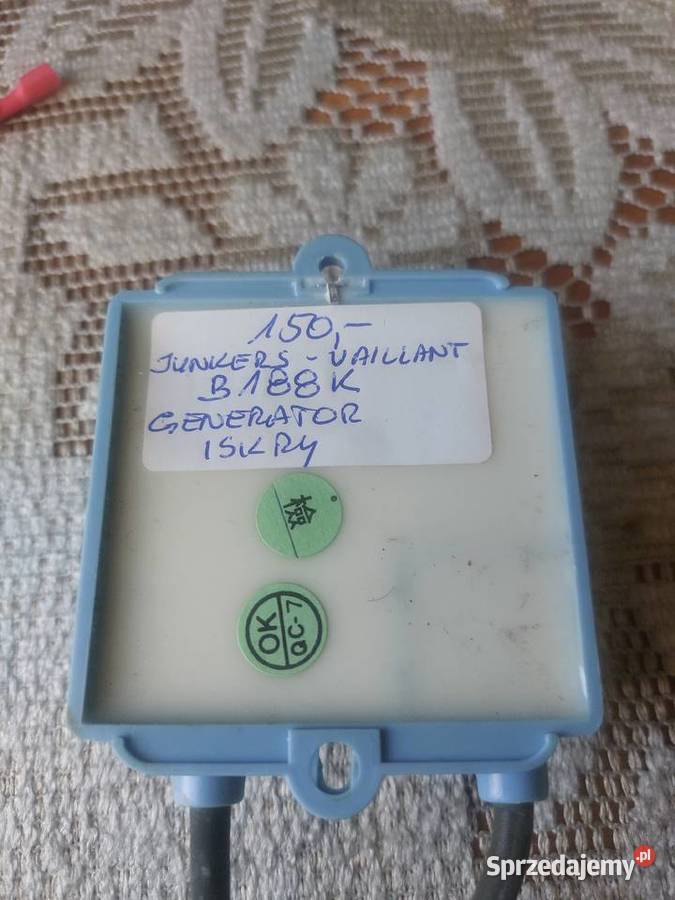 150,-
JUNKERS - VAILLANT
B188K
GENERATOR
ISKRY
檢
OK
QC-7
Sprzedajemy.pl